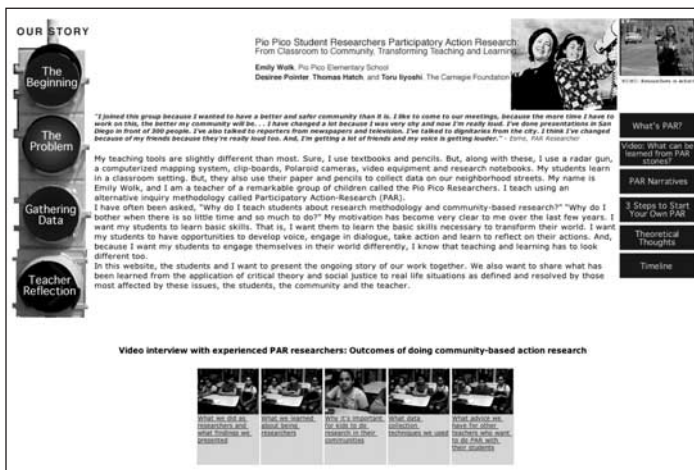 OUR STORY
The
Beginning
The
Problem
Gathering
Data
Teacher
Reflection
Pio Pico Student Researchers Participatory Action Research:
From Classroom to Community, Transforming Teaching and Learning
Emily Wolk, Pio Pico Elementary School
Desiree Pointer, Thomas Hatch, and Toru Iiyoshi, The Carnegie Foundation
"I joined this group because I wanted to have a better and safer community than it is. I like to come to our meetings, because the more time I have to
work on this, the better my community will be. . . I have changed a lot because I was very shy and now I'm really loud. I've done presentations in San
Diego in front of 300 people. I've also talked to reporters from newspapers and television. I've talked to dignitaries from the city. I think I've changed
because of my friends because they're really loud too. And, I'm getting a lot of friends and my voice is getting louder." - Esme, PAR Researcher
My teaching tools are slightly different than most. Sure, I use textbooks and pencils. But, along with these, I use a radar gun,
a computerized mapping system, clip-boards, Polaroid cameras, video equipment and research notebooks. My students learn
in a classroom setting. But, they also use their paper and pencils to collect data on our neighborhood streets. My name is
Emily Wolk, and I am a teacher of a remarkable group of children called the Pio Pico Researchers. I teach using an
alternative inquiry methodology called Participatory Action-Research (PAR).
I have often been asked, "Why do I teach students about research methodology and community-based research?" "Why do I
bother when there is so little time and so much to do?" My motivation has become very clear to me over the last few years. I
want my students to learn basic skills. That is, I want them to learn the basic skills necessary to transform their world. I want
my students to have opportunities to develop voice, engage in dialogue, take action and learn to reflect on their actions. And,
because I want my students to engage themselves in their world differently, I know that teaching and learning has to look
different too.
In this website, the students and I want to present the ongoing story of our work together. We also want to share what has
been learned from the application of critical theory and social justice to real life situations as defined and resolved by those
most affected by these issues, the students, the community and the teacher.
What's PAR?
Video: What can be
learned from PAR
stories?
PAR Narratives
3 Steps to Start
Your Own PAR
Theoretical
Thoughts
Timeline
Video interview with experienced PAR researchers: Outcomes of doing community-based action research
What we did as
researchers and
what findings we
presented
What we learned
about being
researchers
Why it's important
for kids to do
research in their
communities
What data
collection
techniques we used
What advice we
have for other
teachers who want
to do PAR with
their students